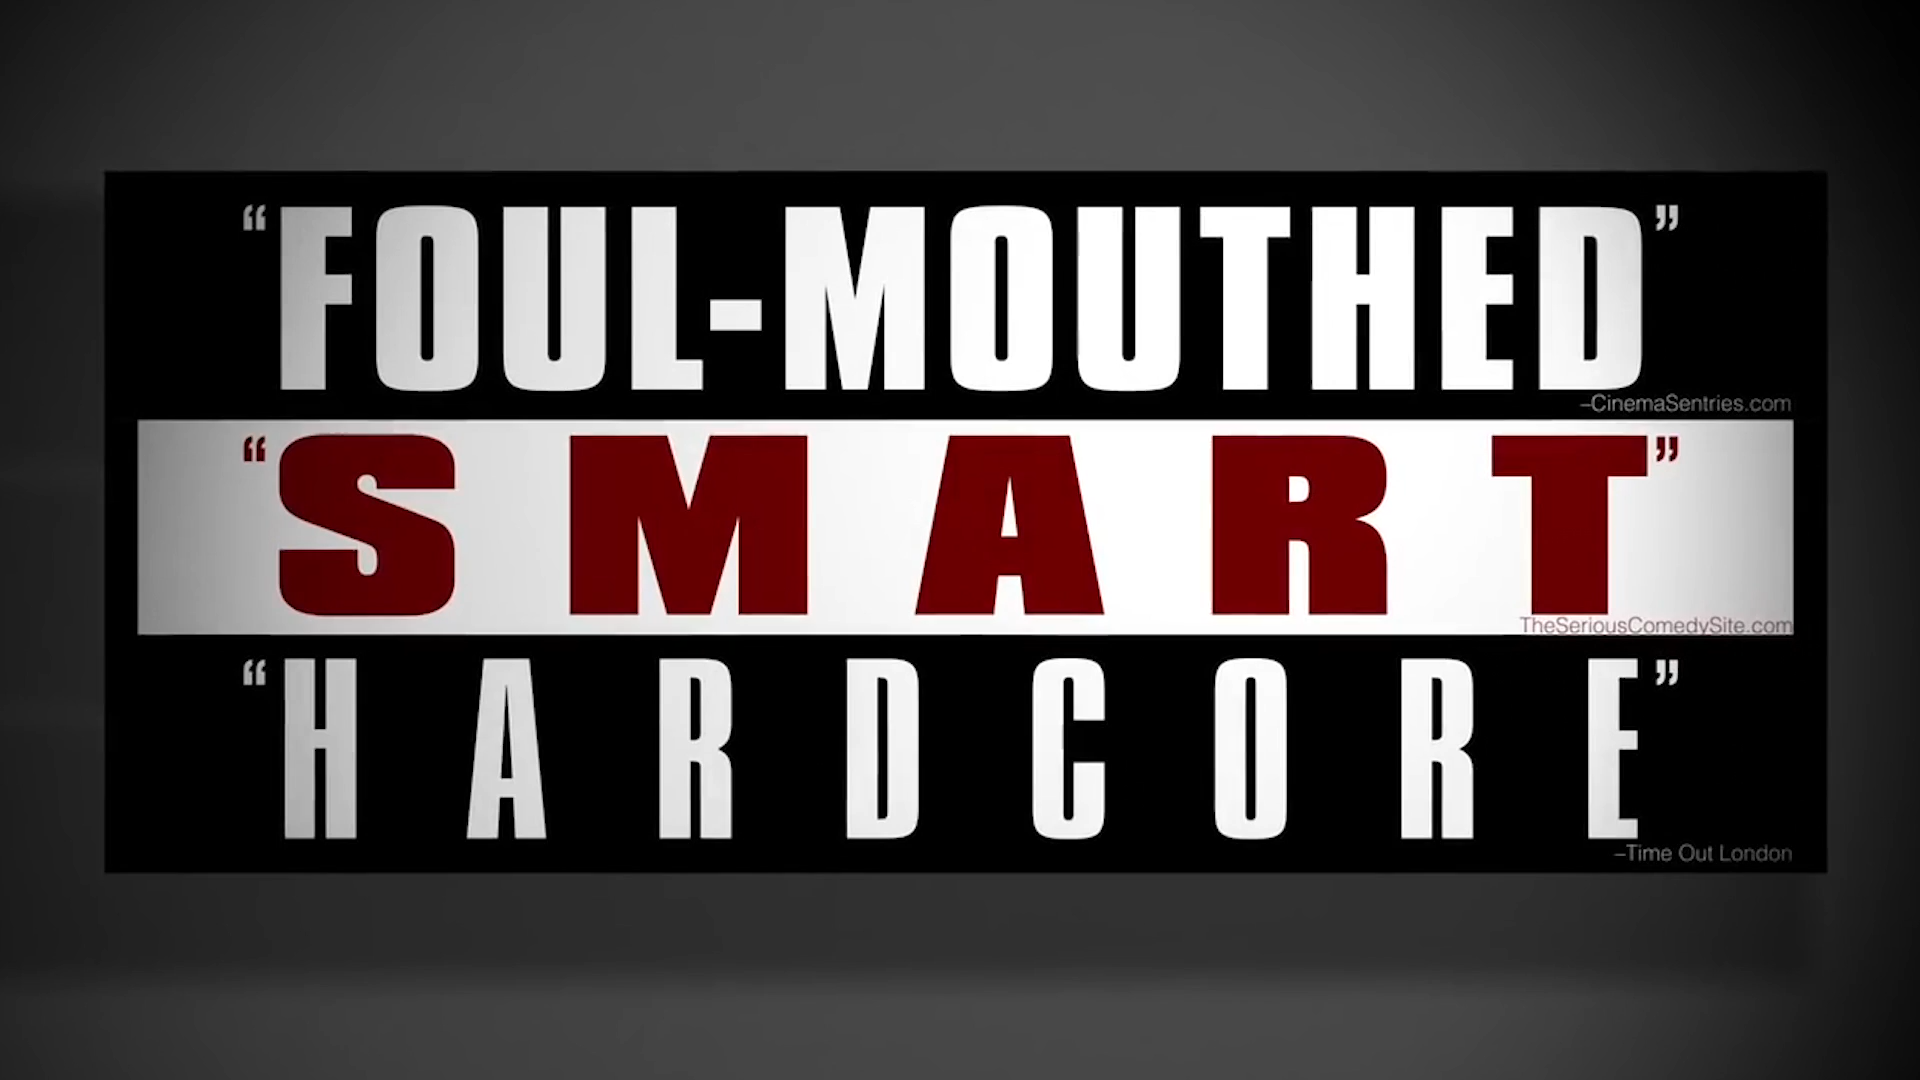 “FOUL-MOUTHED”
–CinemaSentries.com
“SMART”
TheSeriousComedySite.com
“HARDCORE”
–Time Out London